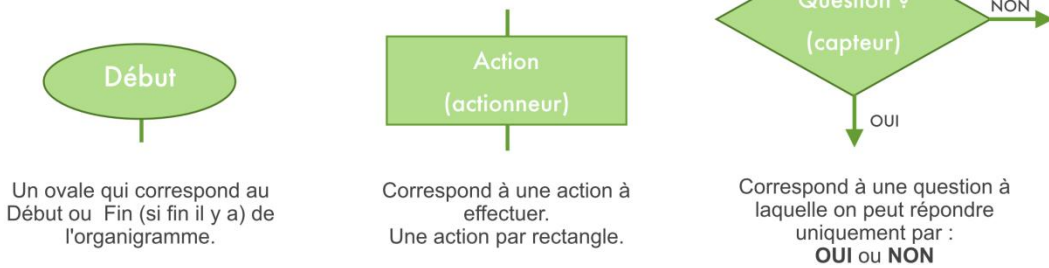 Début
Un ovale qui correspond au
Début ou Fin (si fin il y a) de
l'organigramme.
Action
(actionneur)
Correspond à une action à
effectuer.
Une action par rectangle.
Question ?
(capteur)
NON
OUI
Correspond à une question à
laquelle on peut répondre
uniquement par :
OUI ou NON